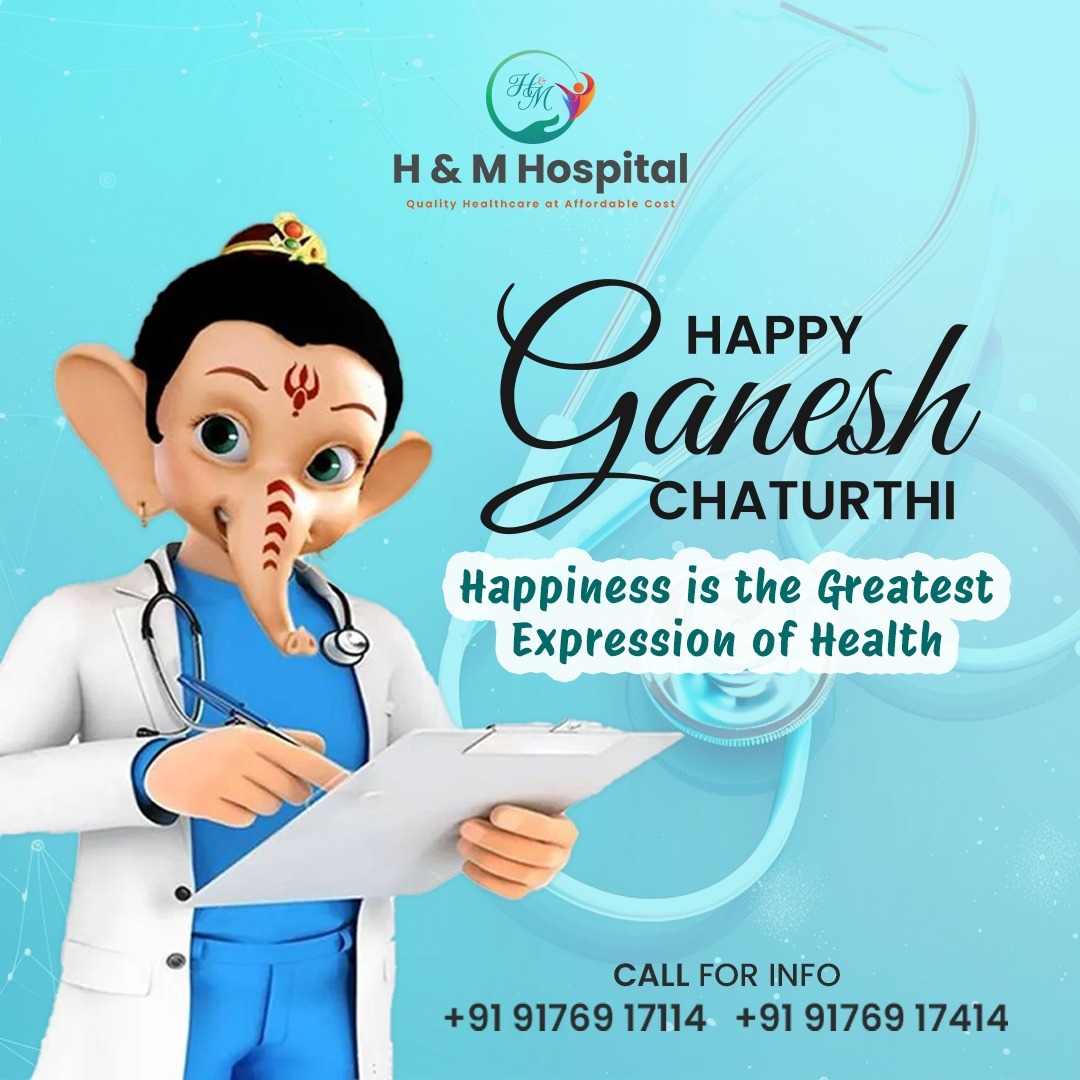 H&M
H & M Hospital
Quality Healthcare at Affordable Cost
HAPPY
Ganesh
CHATURTHI
Happiness is the Greatest
Expression of Health
CALL FOR INFO
+91 91769 17114 +91 91769 17414